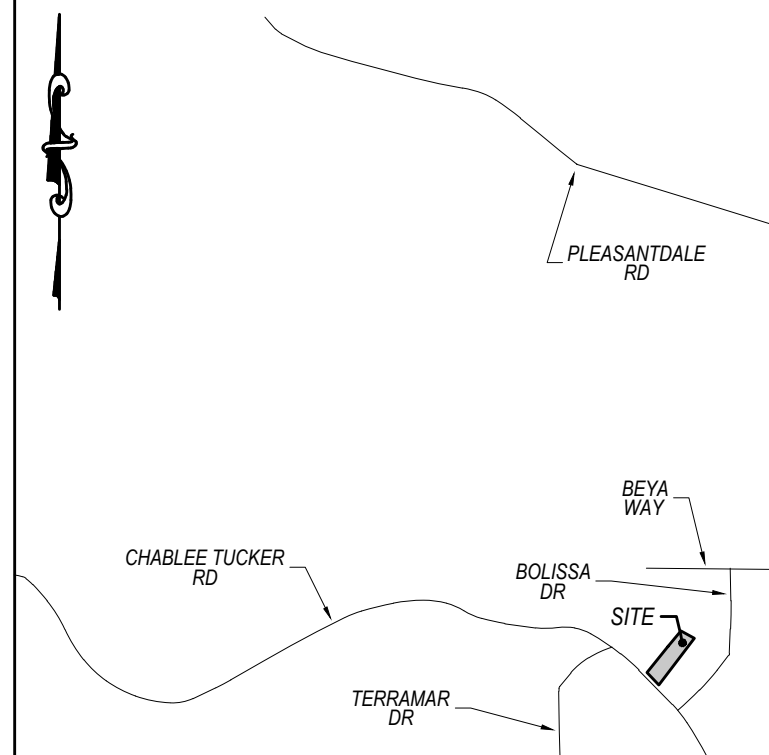 PLEASANTDALE
RD
BEYA
WAY
CHABLEE TUCKER
RD
BOLISSA
DR
SITE
TERRAMAR
DR